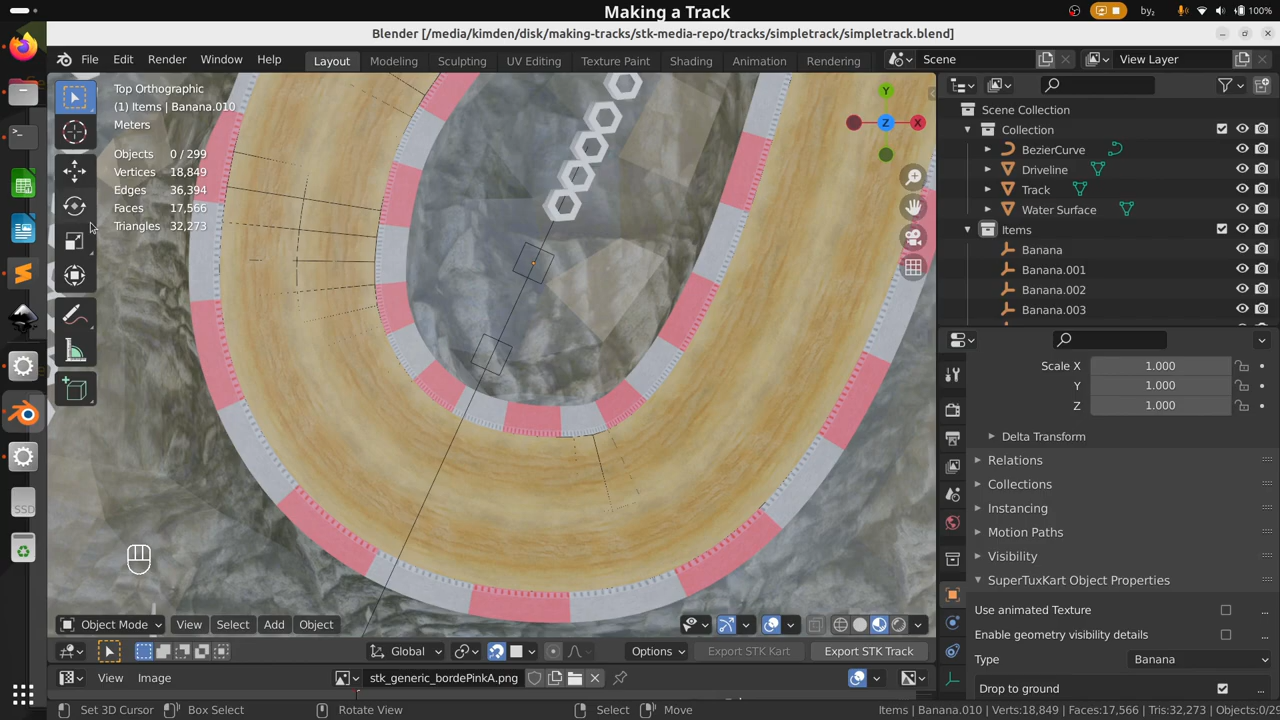 Making a Track
by₂
100%
Blender [/media/kimden/disk/making-tracks/stk-media-repo/tracks/simpletrack/simpletrack.blend]
File Edit Render Window Help Layout Modeling Sculpting UV Editing Texture Paint Shading Animation Rendering Scene View Layer
Top Orthographic
(1) Items | Banana.010
Meters
Objects 0 / 299
Vertices 18,849
Edges 36,394
Faces 17,566
Triangles 32,273
Y
Z X
Scene Collection
Collection
BezierCurve
Driveline
Track
Water Surface
Items
Banana
Banana.001
Banana.002
Banana.003
Scale X 1.000
Y 1.000
Z 1.000
Delta Transform
Relations
Collections
Instancing
Motion Paths
Visibility
SuperTuxKart Object Properties
Use animated Texture ...
Enable geometry visibility details ...
Type Banana
Drop to ground ...
SSD
Object Mode View Select Add Object
Global Options Export STK Kart Export STK Track
View Image stk_generic_bordePinkA.png
Set 3D Cursor Box Select Rotate View Select Move Items | Banana.010 | Verts:18,849 | Faces:17,566 | Tris:32,273 | Objects:0/29